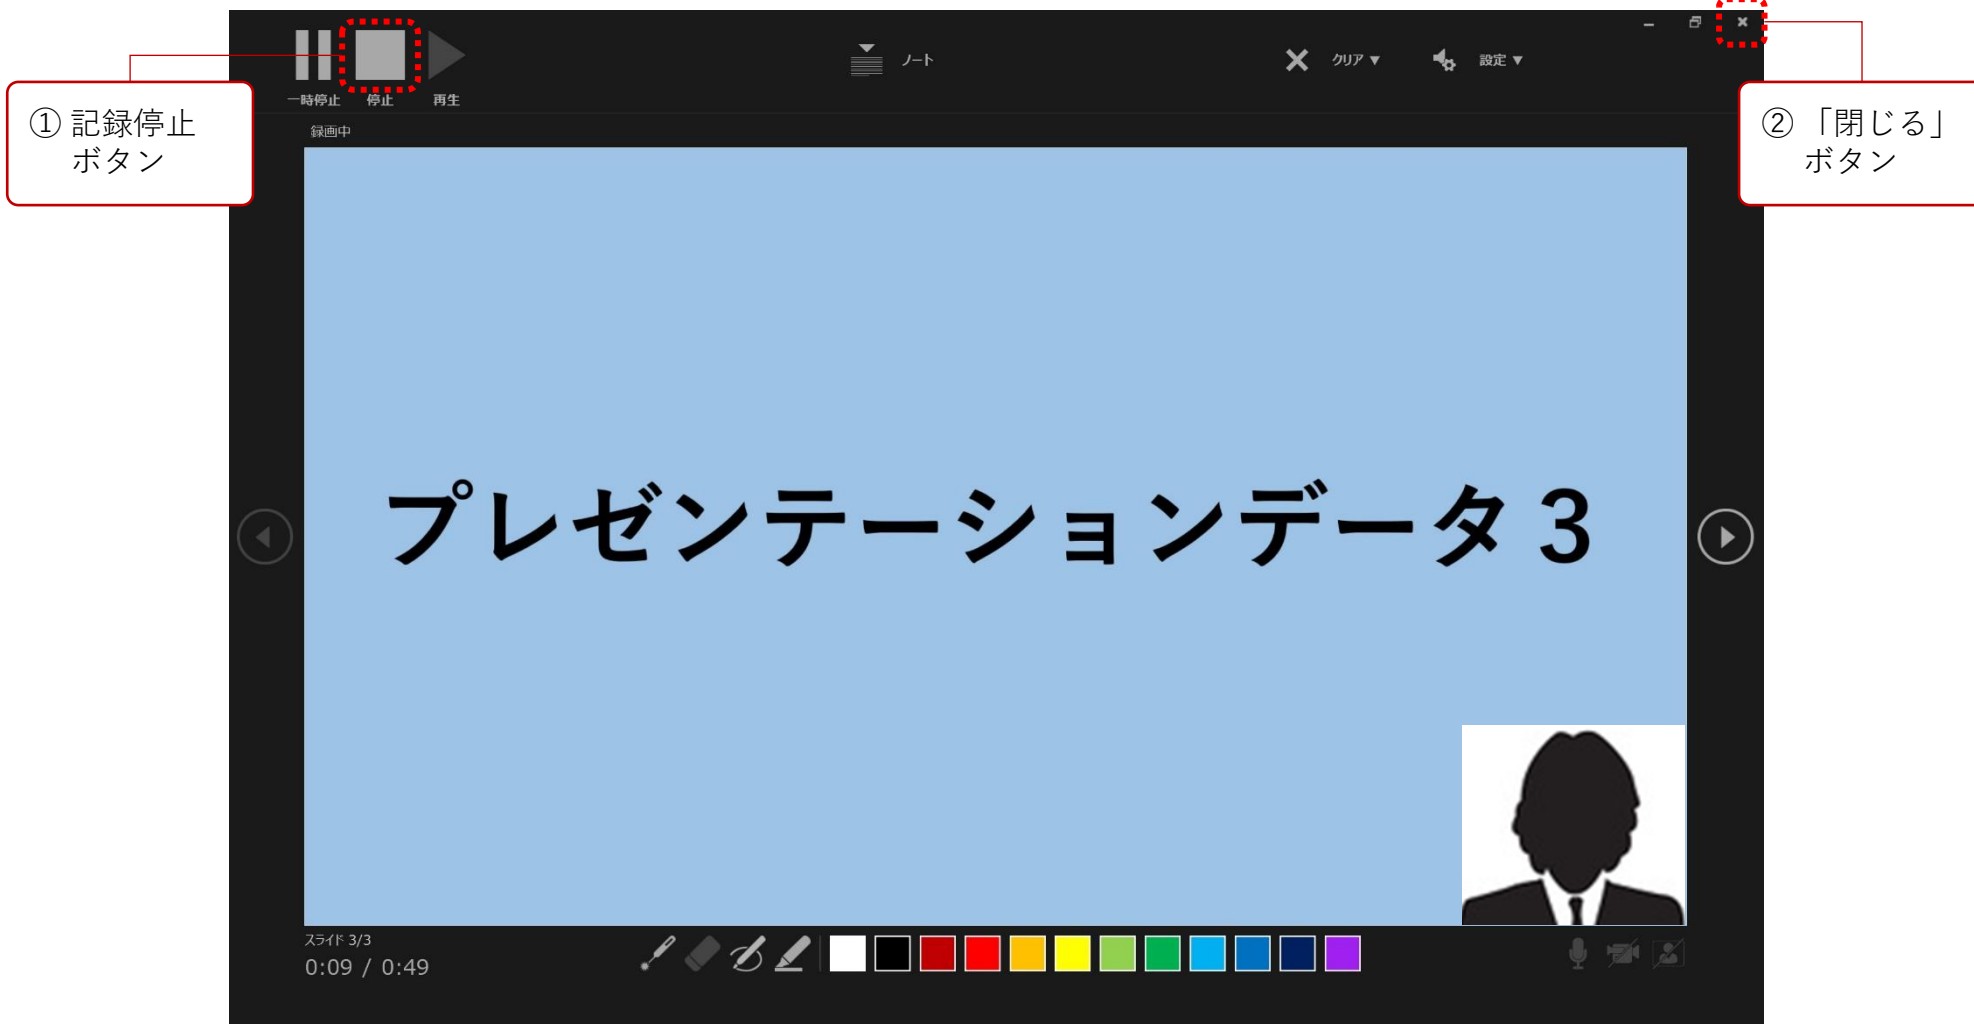 一時停止 停止 再生
ノート
クリア ▼
設定 ▼
① 記録停止
ボタン
② 「閉じる」
ボタン
録画中
プレゼンテーションデータ３
スライド 3/3
0:09 / 0:49